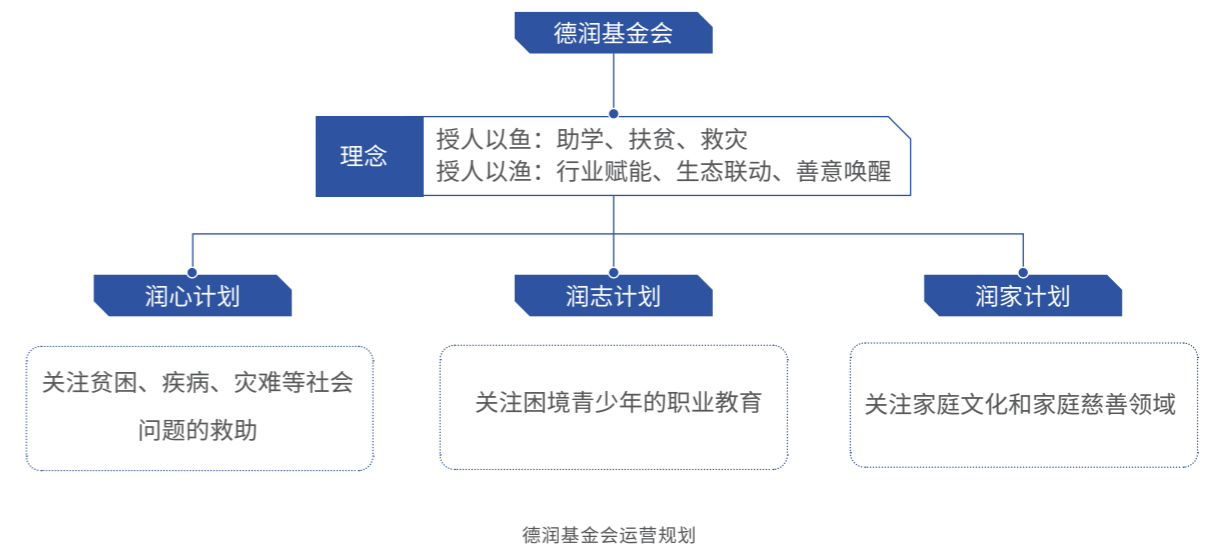 德润基金会
理念
授人以鱼：助学、扶贫、救灾
授人以渔：行业赋能、生态联动、善意唤醒
润心计划
润志计划
润家计划
关注贫困、疾病、灾难等社会
问题的救助
关注困境青少年的职业教育
关注家庭文化和家庭慈善领域
德润基金会运营规划